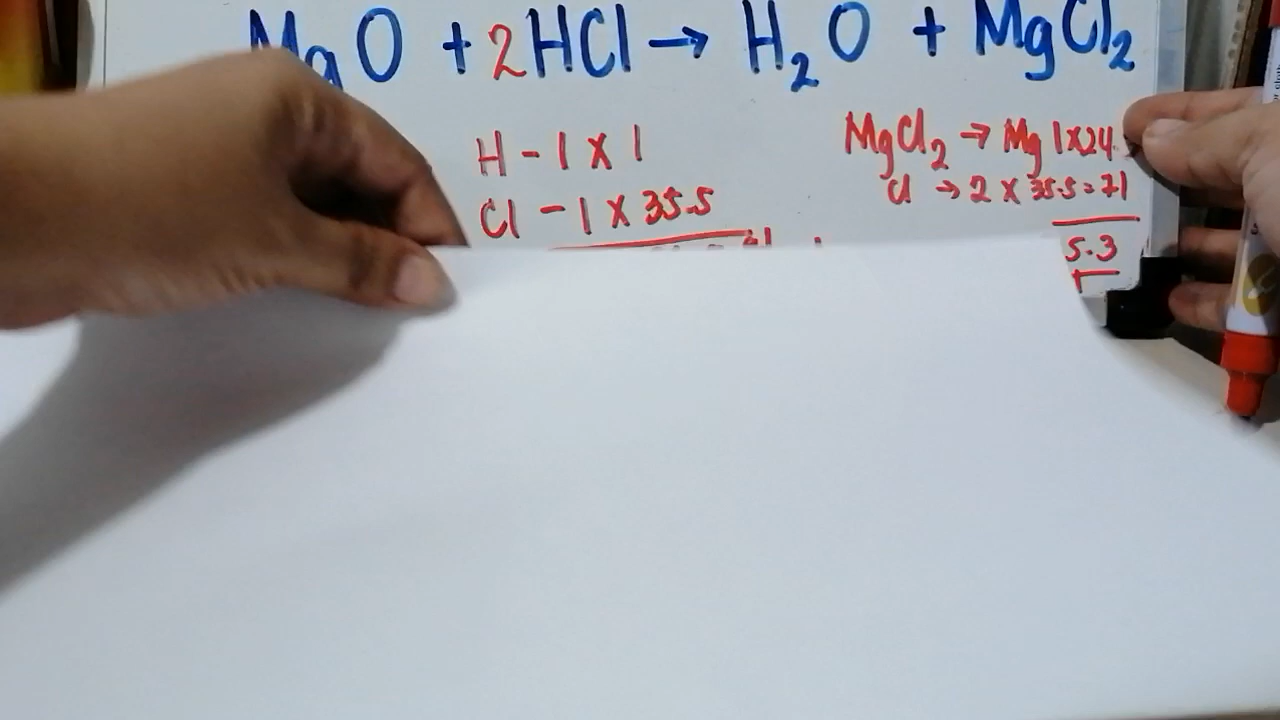 MgO + 2HCl → H₂O + MgCl₂
H - 1 X 1
Cl - 1 X 35.5
MgCl₂ → Mg 1X24.
Cl → 2 X 35.5=71
5.3